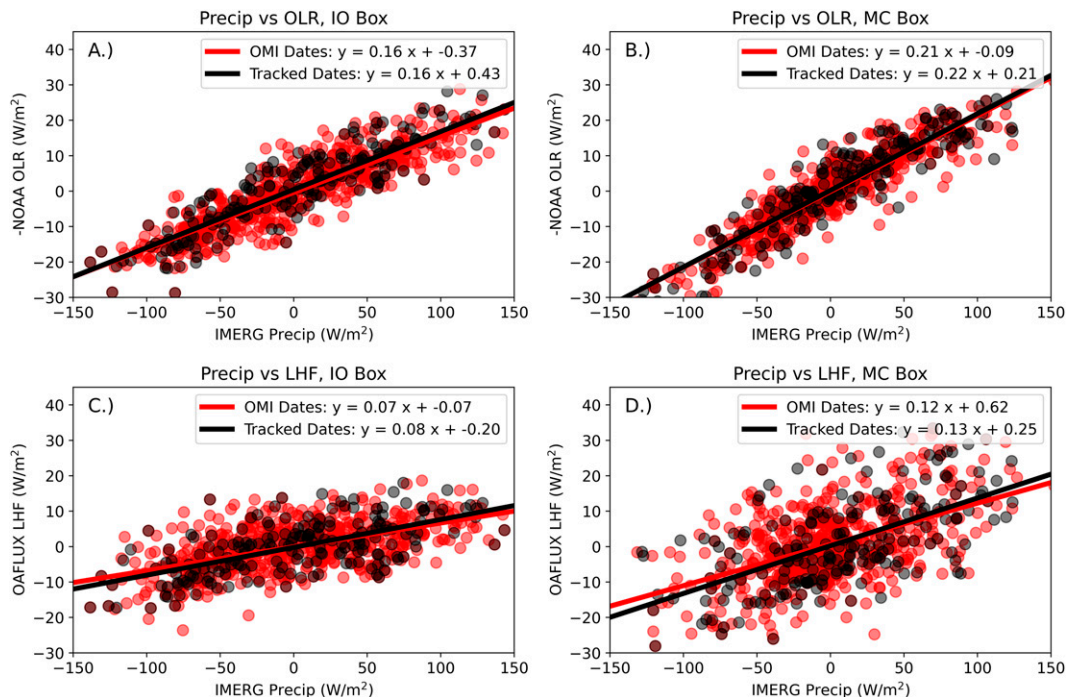 Precip vs OLR, IO Box
A.)
OMI Dates: y = 0.16 x + -0.37
Tracked Dates: y = 0.16 x + 0.43
-NOAA OLR (W/m²)
40
30
20
10
0
−10
−20
−30
−150 −100 −50 0 50 100 150
IMERG Precip (W/m²)
Precip vs OLR, MC Box
B.)
OMI Dates: y = 0.21 x + -0.09
Tracked Dates: y = 0.22 x + 0.21
-NOAA OLR (W/m²)
40
30
20
10
0
−10
−20
−30
−150 −100 −50 0 50 100 150
IMERG Precip (W/m²)
Precip vs LHF, IO Box
C.)
OMI Dates: y = 0.07 x + -0.07
Tracked Dates: y = 0.08 x + -0.20
OAFLUX LHF (W/m²)
40
30
20
10
0
−10
−20
−30
−150 −100 −50 0 50 100 150
IMERG Precip (W/m²)
Precip vs LHF, MC Box
D.)
OMI Dates: y = 0.12 x + 0.62
Tracked Dates: y = 0.13 x + 0.25
OAFLUX LHF (W/m²)
40
30
20
10
0
−10
−20
−30
−150 −100 −50 0 50 100 150
IMERG Precip (W/m²)